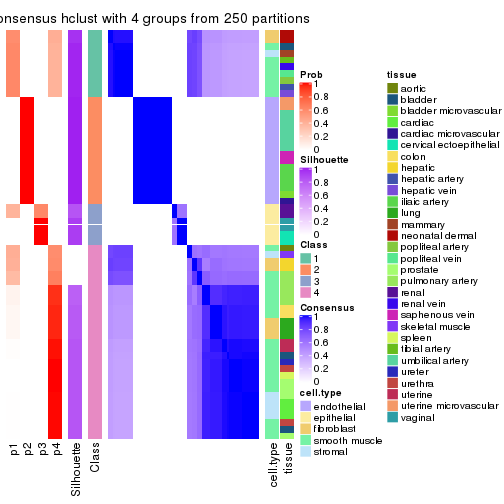 onsensus hclust with 4 groups from 250 partitions
p1
p2
p3
p4
Silhouette
Class
cell.type
tissue
Prob
1
0.8
0.6
0.4
0.2
0
Silhouette
1
0.8
0.6
0.4
0.2
0
Class
1
2
3
4
Consensus
1
0.8
0.6
0.4
0.2
0
cell.type
endothelial
epithelial
fibroblast
smooth muscle
stromal
tissue
aortic
bladder
bladder microvascular
cardiac
cardiac microvascular
cervical ectoepithelial
colon
hepatic
hepatic artery
hepatic vein
iliaic artery
lung
mammary
neonatal dermal
popliteal artery
popliteal vein
prostate
pulmonary artery
renal
renal vein
saphenous vein
skeletal muscle
spleen
tibial artery
umbilical artery
ureter
urethra
uterine
uterine microvascular
vaginal